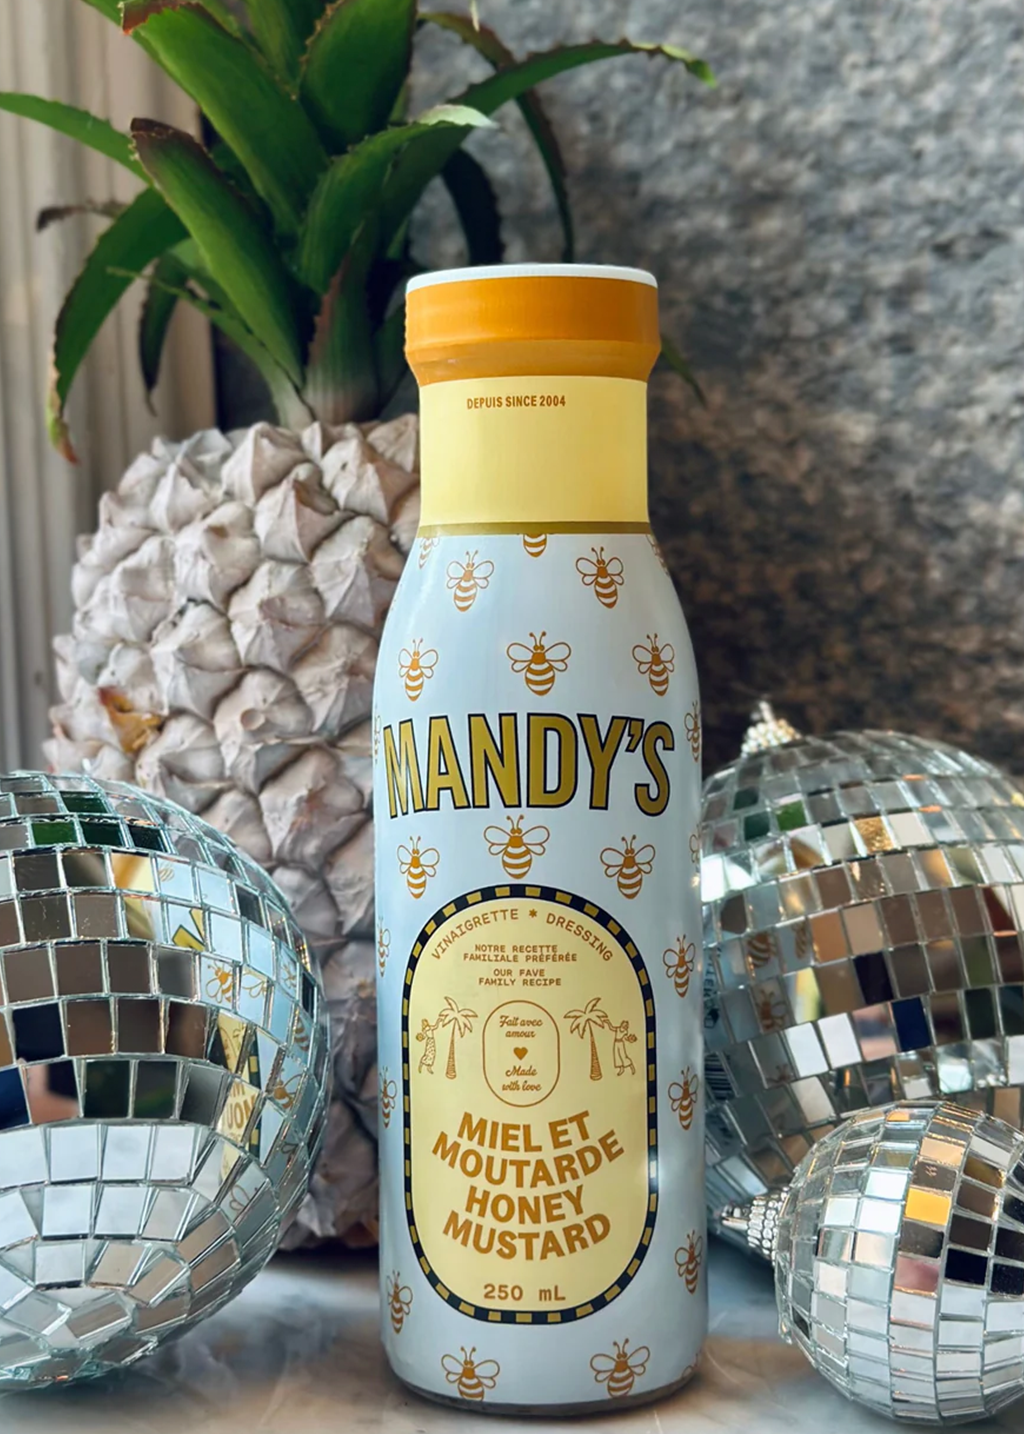 DEPUIS SINCE 2004
MANDY'S
VINAIGRETTE * DRESSING
NOTRE RECETTE
FAMILIALE PRÉFÉRÉE
OUR FAVE
FAMILY RECIPE
Fait avec
amour
Made
with love
MIEL ET
MOUTARDE
HONEY
MUSTARD
250 mL